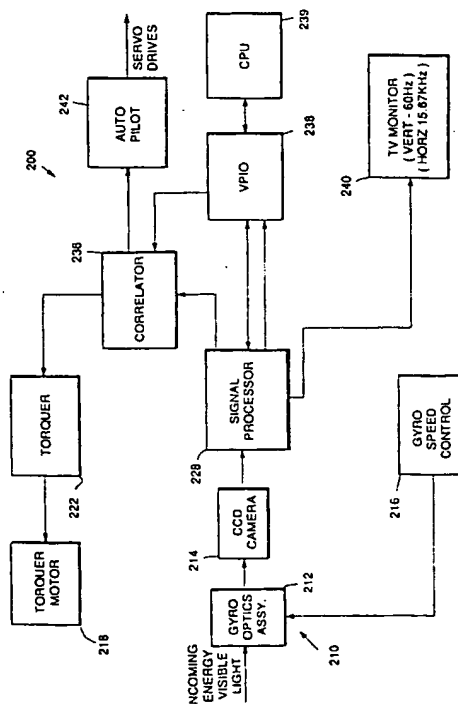 200
TORQUER
MOTOR
218
TORQUER
222
CORRELATOR
236
AUTO
PILOT
242
SERVO
DRIVES
NCOMING
ENERGY
VISIBLE
LIGHT
GYRO
OPTICS
ASSY.
212
210
CCD
CAMERA
214
SIGNAL
PROCESSOR
228
VPIO
238
CPU
239
GYRO
SPEED
CONTROL
216
TV MONITOR
( VERT - 60Hz )
( HORZ 15.67KHz )
240